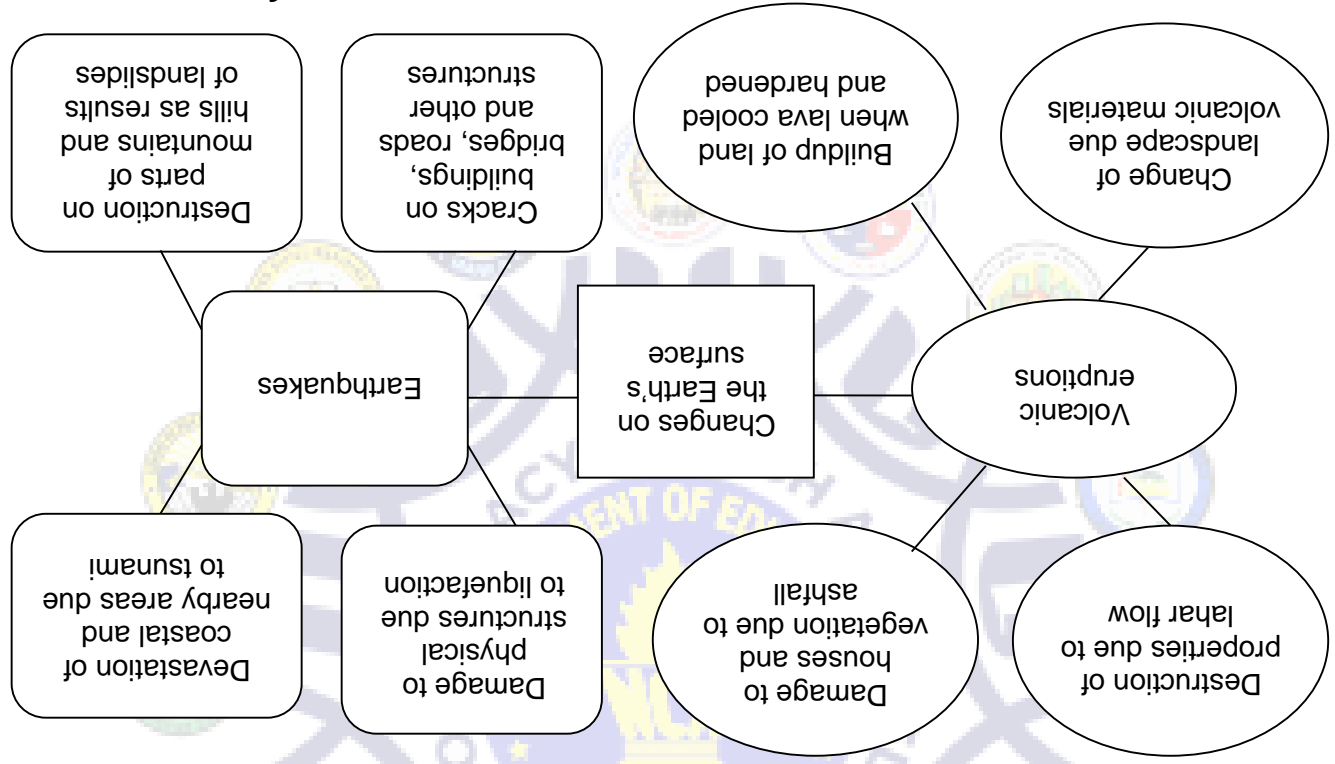 Destruction of
properties due to
lahar flow
Damage to
houses and
vegetation due to
ashfall
Damage to
physical
structures due
to liquefaction
Devastation of
coastal and
nearby areas due
to tsunami
Volcanic
eruptions
Changes on
the Earth's
surface
Earthquakes
Change of
landscape due
volcanic materials
Buildup of land
when lava cooled
and hardened
Cracks on
buildings,
bridges, roads
and other
structures
Destruction on
parts of
mountains and
hills as results
of landslides